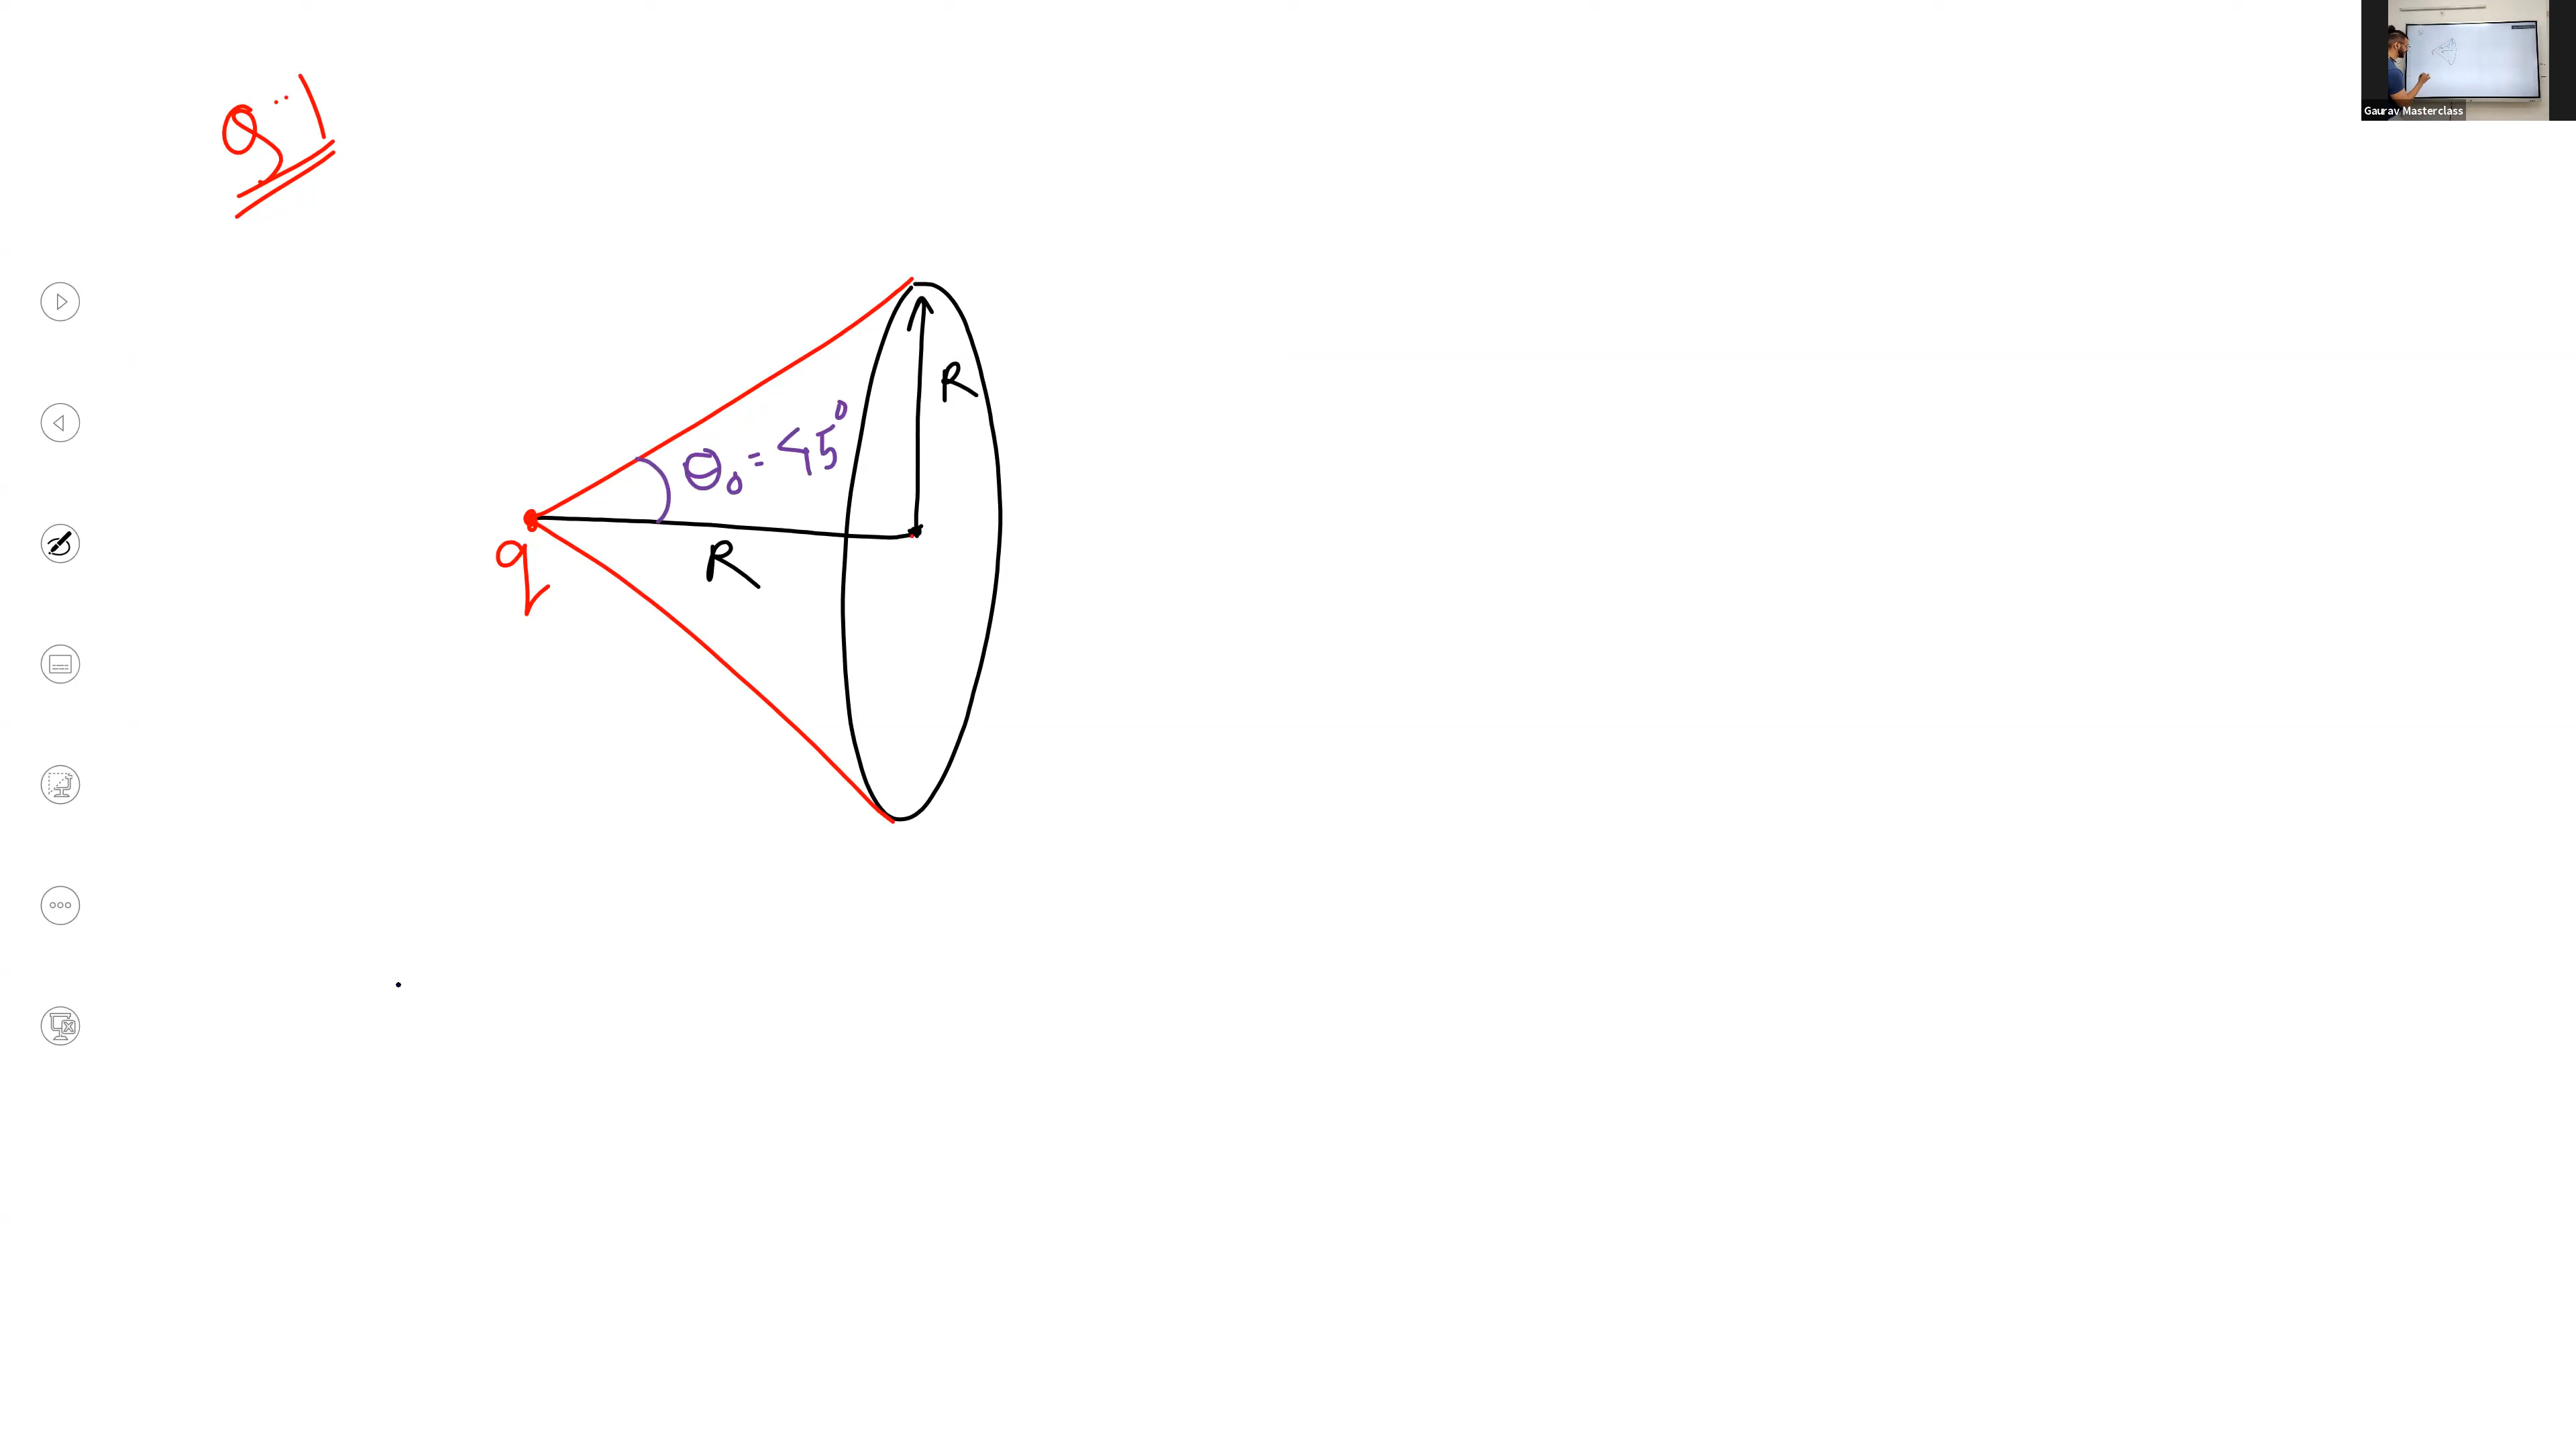 Q:1
R
θ₀ = 45°
R
q
Gaurav Masterclass